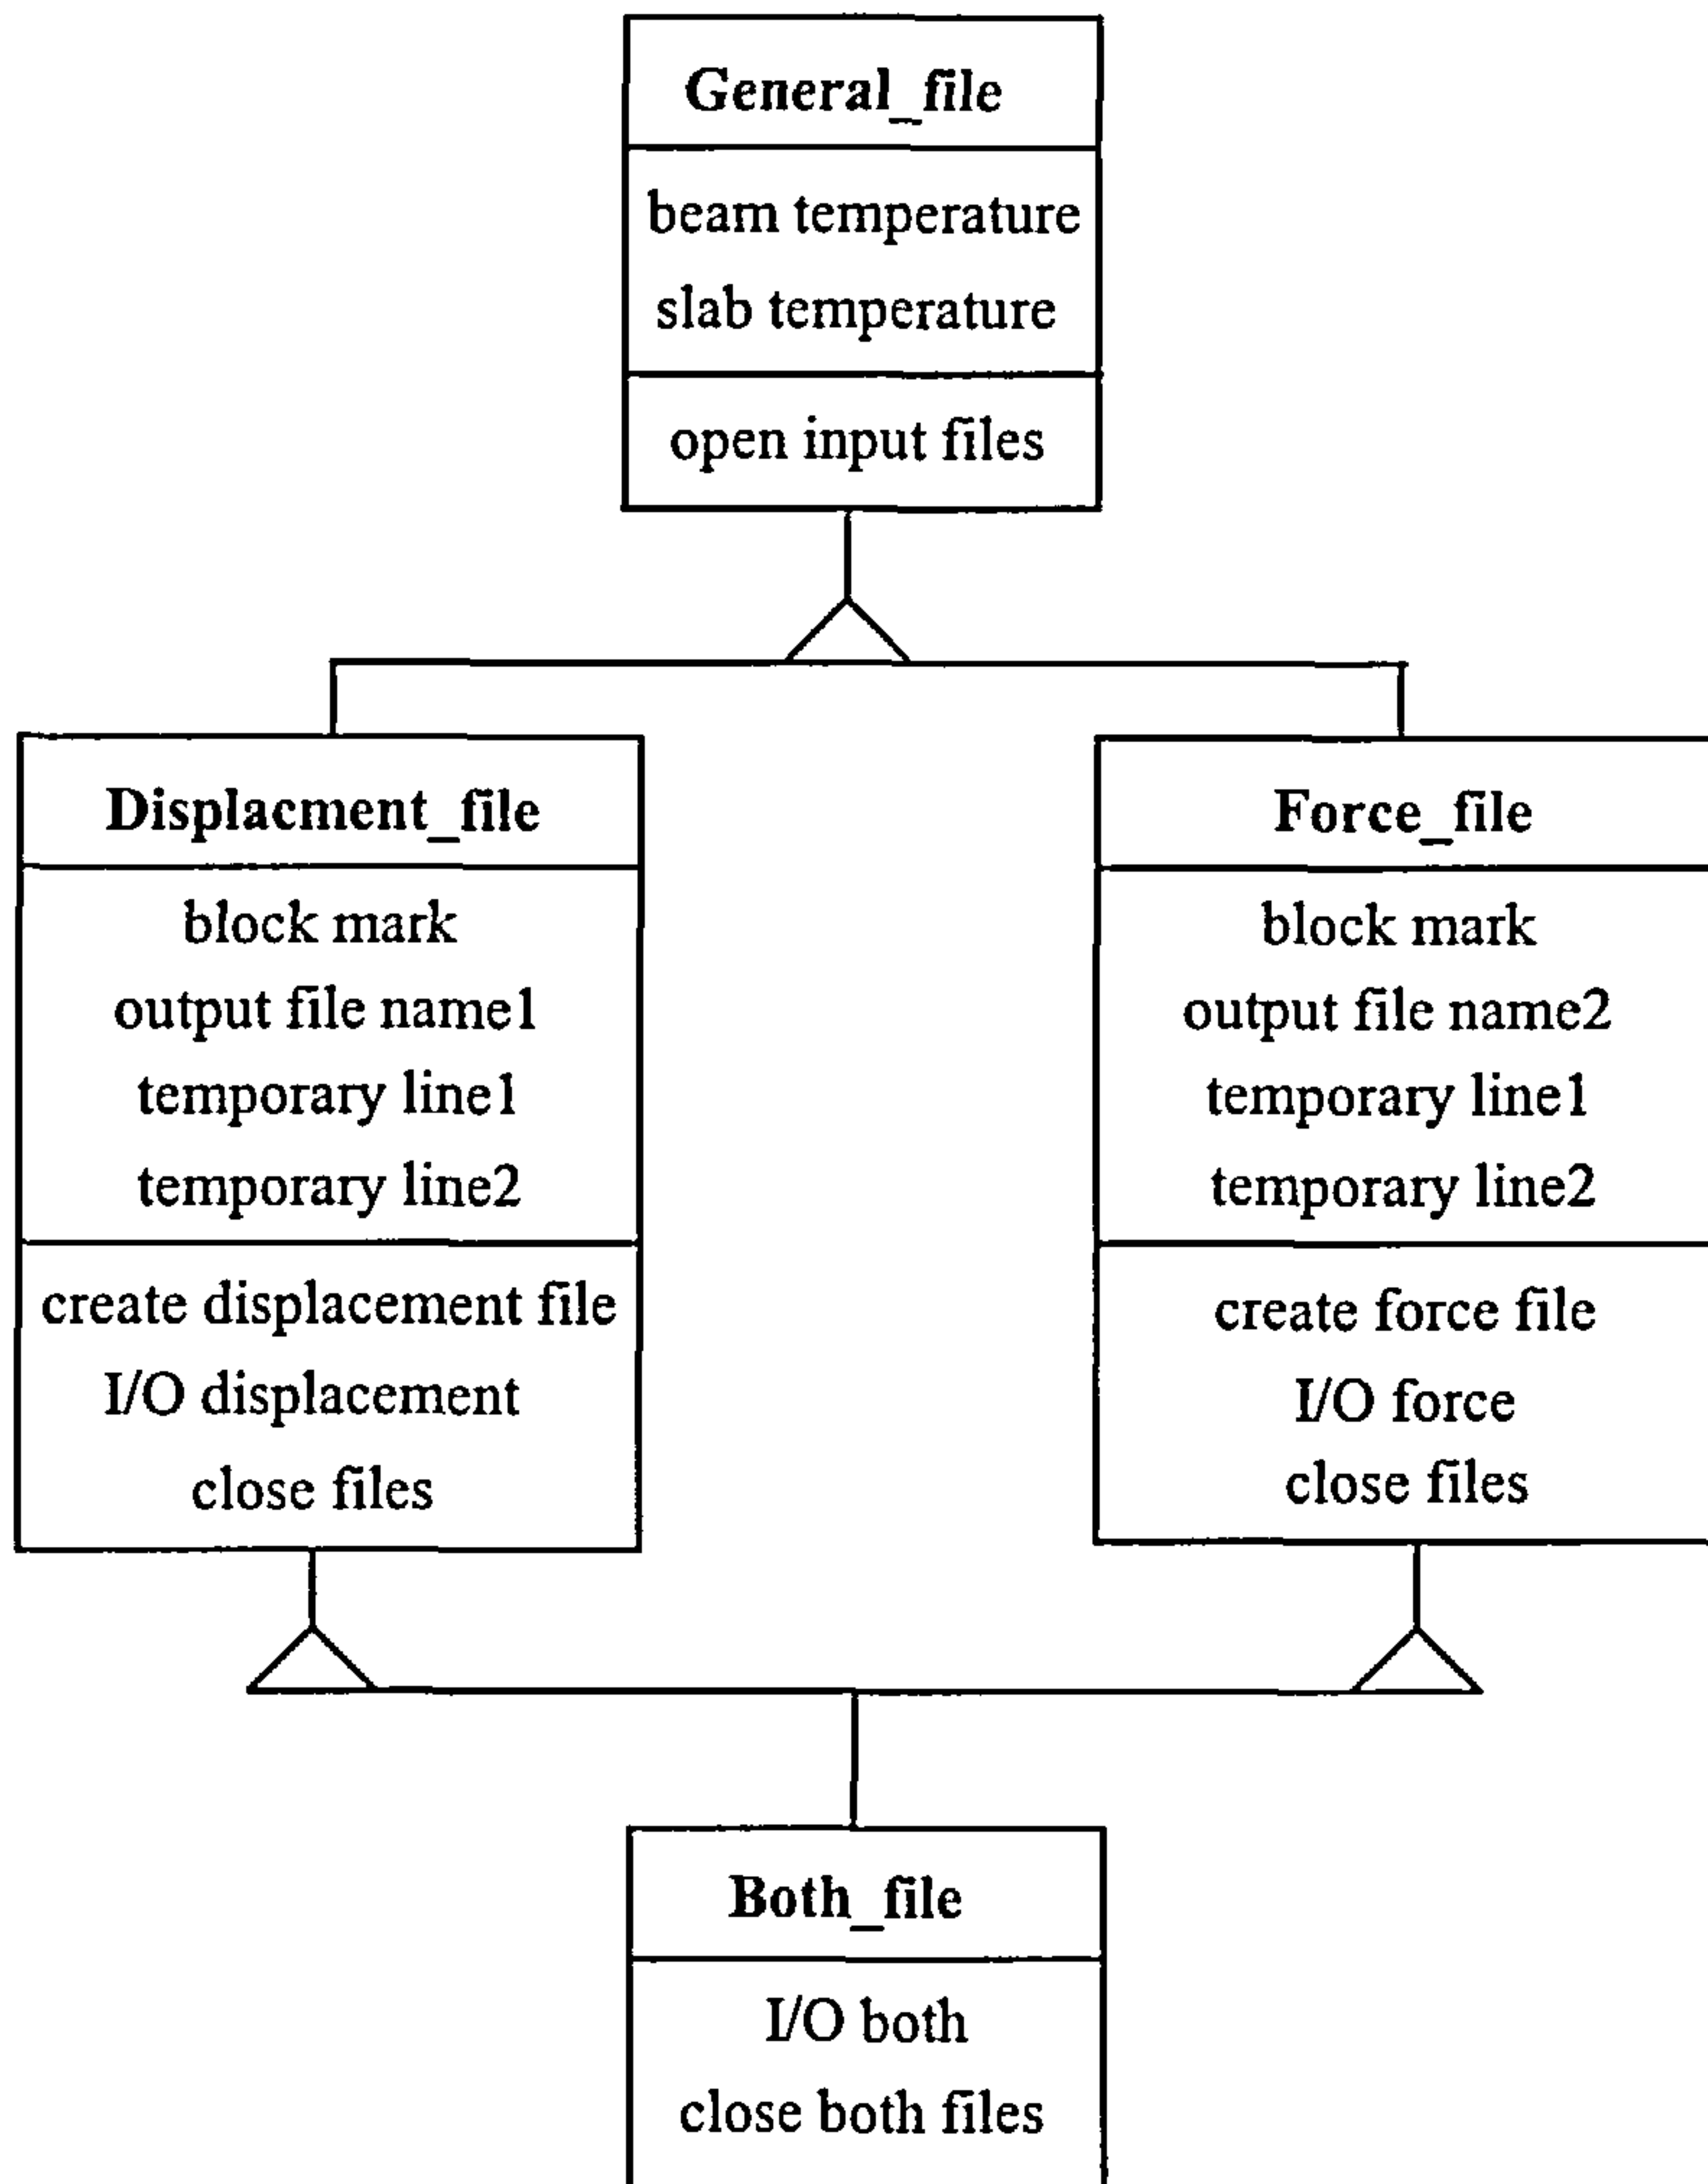 General_file
beam temperature
slab temperature
open input files
Displacment_file
block mark
output file name1
temporary line1
temporary line2
create displacement file
I/O displacement
close files
Force_file
block mark
output file name2
temporary line1
temporary line2
create force file
I/O force
close files
Both_file
I/O both
close both files